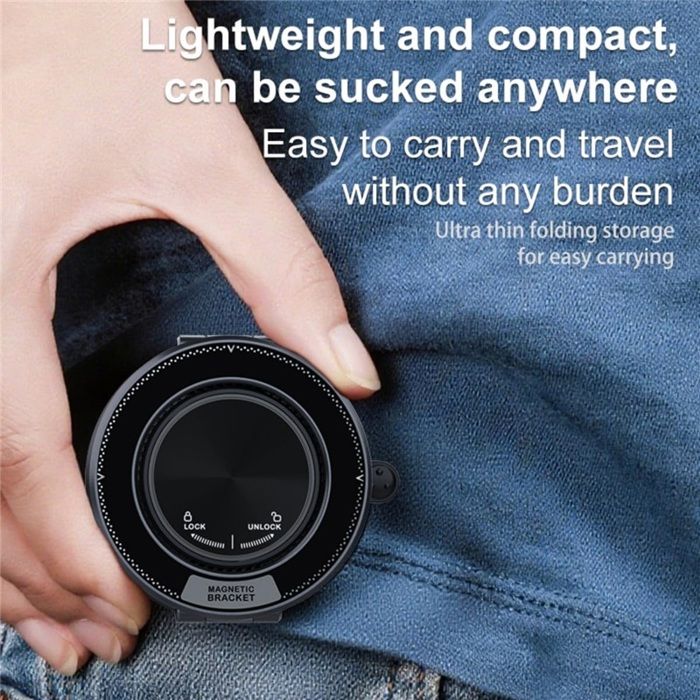 Lightweight and compact,
can be sucked anywhere
Easy to carry and travel
without any burden
Ultra thin folding storage
for easy carrying
LOCK
UNLOCK
MAGNETIC
BRACKET